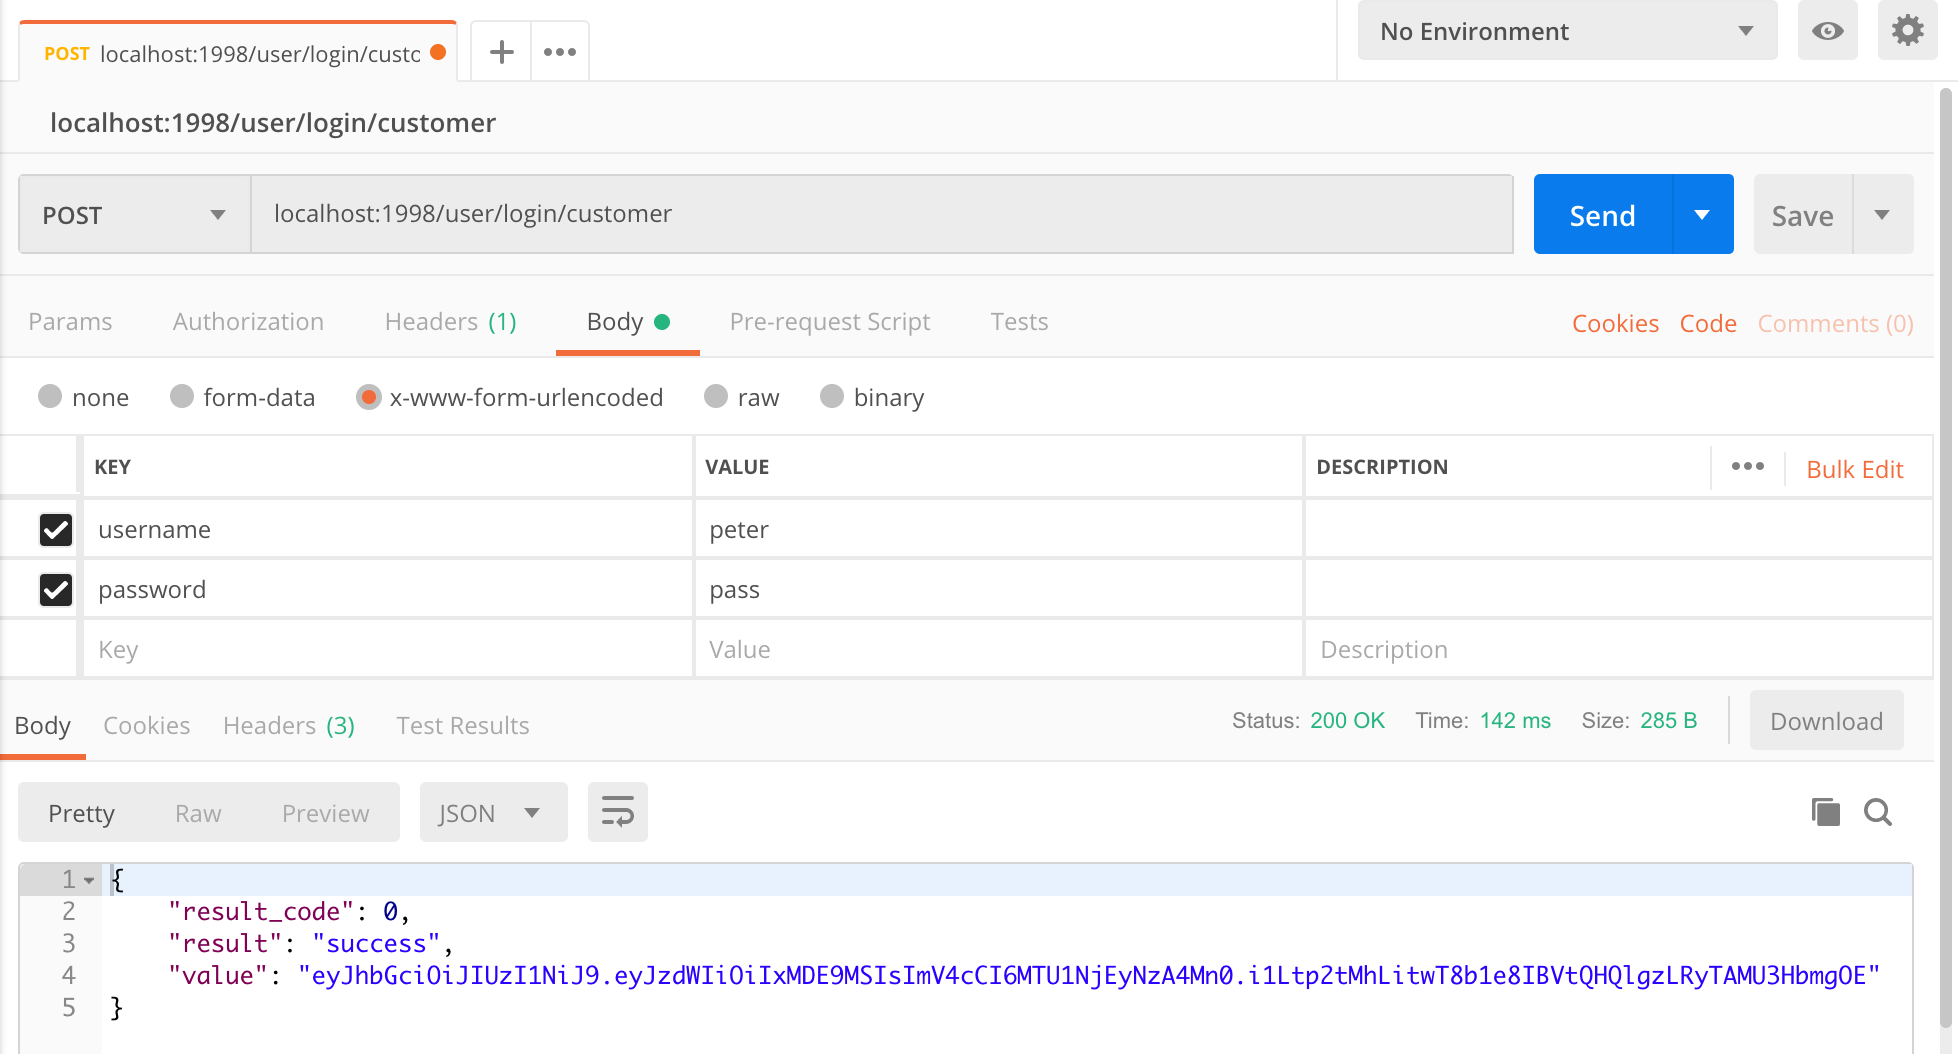 POST localhost:1998/user/login/custo
No Environment
localhost:1998/user/login/customer
POST localhost:1998/user/login/customer Send Save
Params Authorization Headers (1) Body Pre-request Script Tests Cookies Code Comments (0)
none form-data x-www-form-urlencoded raw binary
KEY VALUE DESCRIPTION Bulk Edit
username peter
password pass
Key Value Description
Body Cookies Headers (3) Test Results Status: 200 OK Time: 142 ms Size: 285 B Download
Pretty Raw Preview JSON
1 {
2 "result_code": 0,
3 "result": "success",
4 "value": "eyJhbGciOiJIUzI1NiJ9.eyJzdWIiOiIxMDE9MSIsImV4cCI6MTU1NjEyNzA4Mn0.i1Ltp2tMhLitwT8b1e8IBVtQHQlgzLRyTAMU3HbmgOE"
5 }